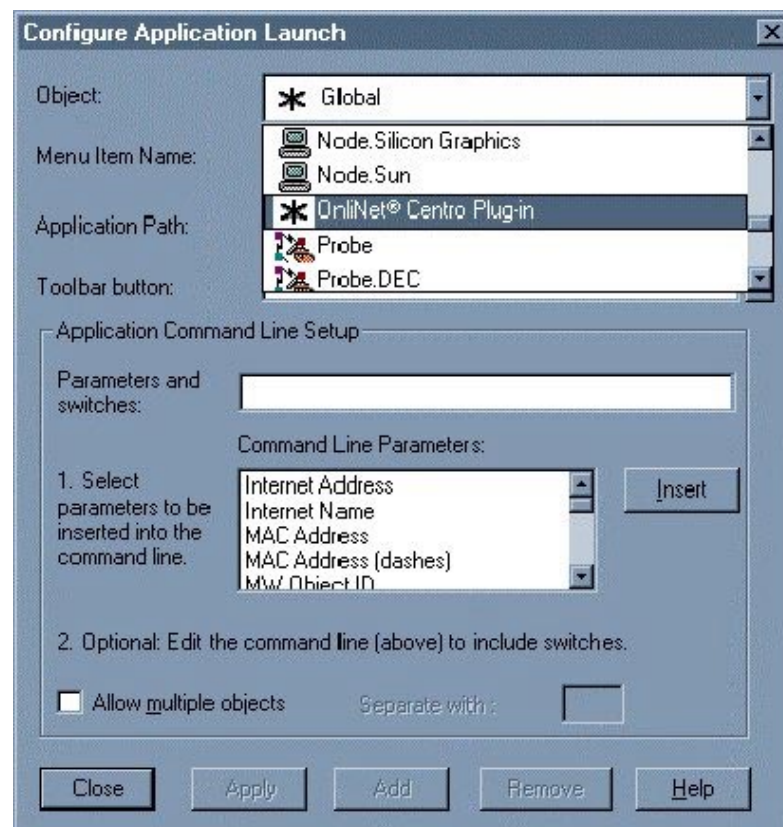 Configure Application Launch
Object:
Global
Menu Item Name:
Node.Silicon Graphics
Node.Sun
OnliNet® Centro Plug-in
Application Path:
Probe
Probe.DEC
Toolbar button:
Application Command Line Setup
Parameters and
switches:
Command Line Parameters:
1. Select
parameters to be
inserted into the
command line.
Internet Address
Internet Name
MAC Address
MAC Address (dashes)
MW Object ID
Insert
2. Optional: Edit the command line (above) to include switches.
Allow multiple objects
Separate with :
Close
Apply
Add
Remove
Help